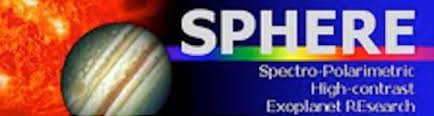 SPHERE
Spectro-Polarimetric
High-contrast
Exoplanet REsearch